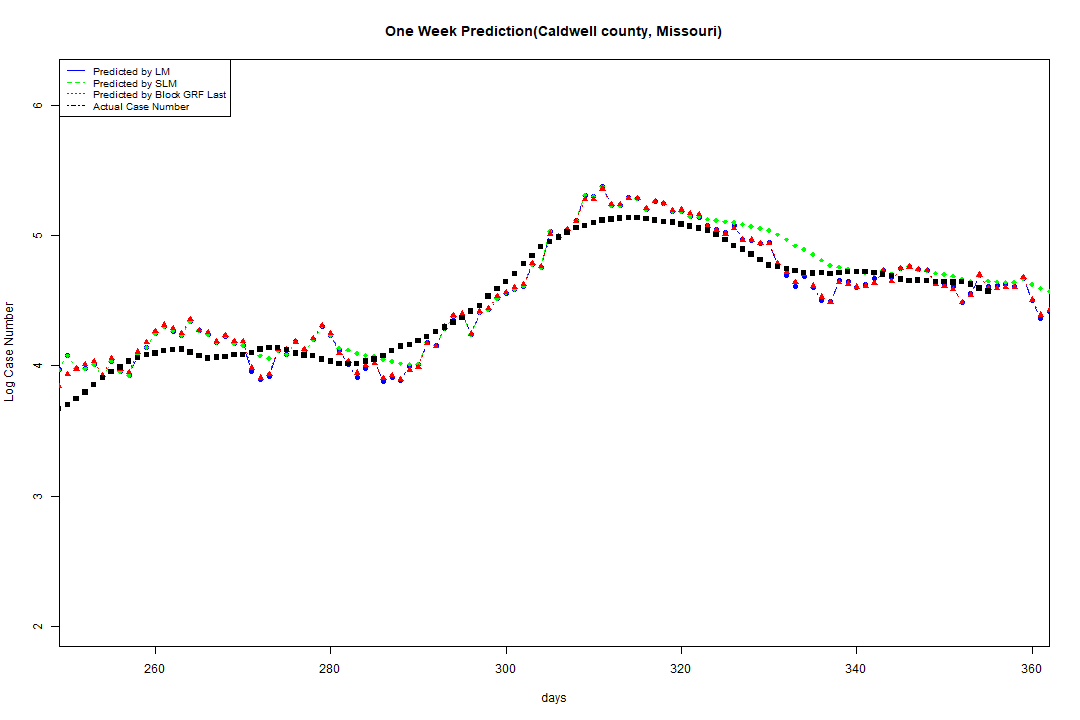 One Week Prediction(Caldwell county, Missouri)
Predicted by LM
Predicted by SLM
Predicted by Block GRF Last
Actual Case Number
6
5
4
3
2
Log Case Number
260 280 300 320 340 360
days